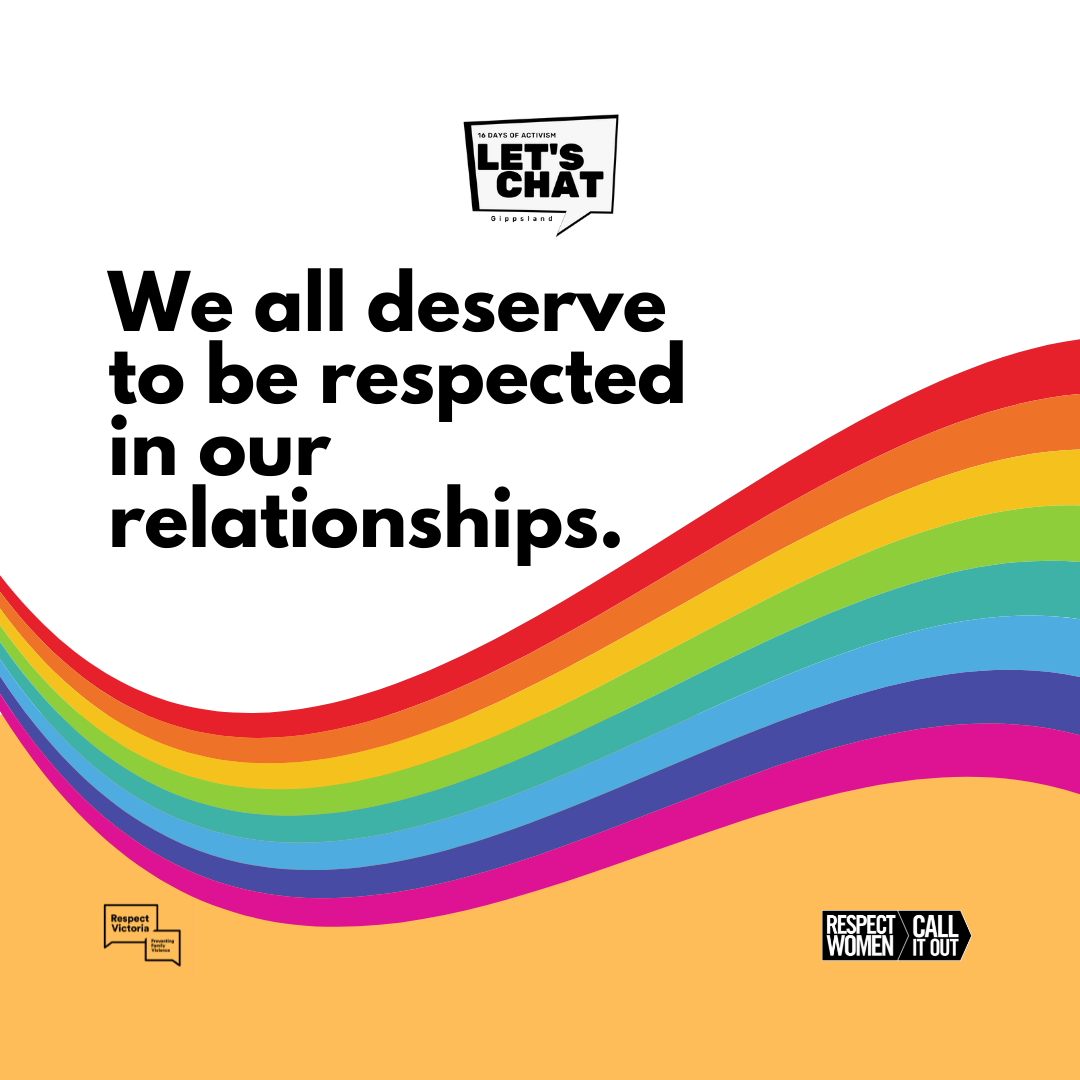 16 DAYS OF ACTIVISM
LET'S
CHAT
Gippsland
We all deserve
to be respected
in our
relationships.
Respect
Victoria
Preventing
Family
Violence
RESPECT
WOMEN
CALL
IT OUT